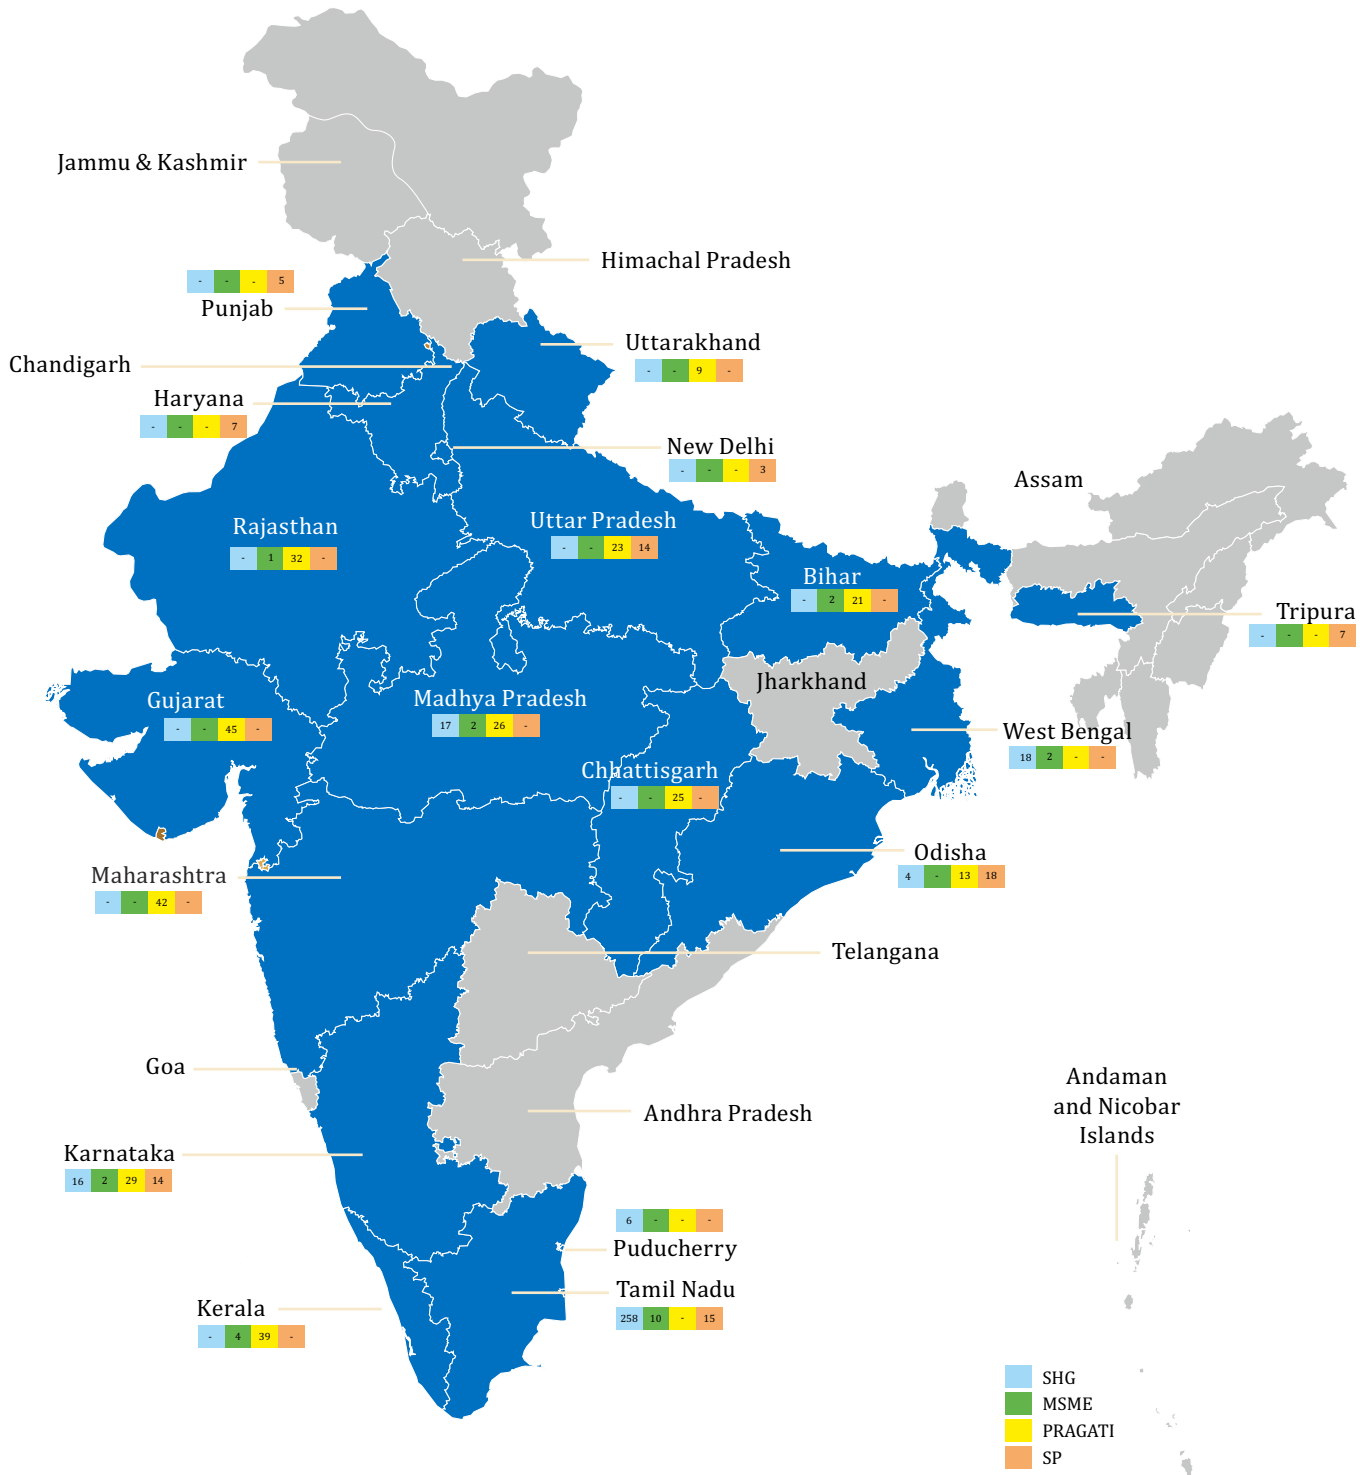 Jammu & Kashmir
Himachal Pradesh
- - - 5
Punjab
Uttarakhand
- - 9 -
Chandigarh
Haryana
- - - 7
New Delhi
- - - 3
Assam
Rajasthan
- 1 32 -
Uttar Pradesh
- - 23 14
Bihar
- 2 21 -
Tripura
- - - 7
Jharkhand
Gujarat
- - 45 -
Madhya Pradesh
17 2 26 -
West Bengal
18 2 - -
Chhattisgarh
- - 25 -
Odisha
4 - 13 18
Maharashtra
- - 42 -
Telangana
Goa
Andaman
and Nicobar
Islands
Andhra Pradesh
Karnataka
16 2 29 14
6 - - -
Puducherry
Tamil Nadu
258 10 - 15
Kerala
- 4 39 -
SHG
MSME
PRAGATI
SP